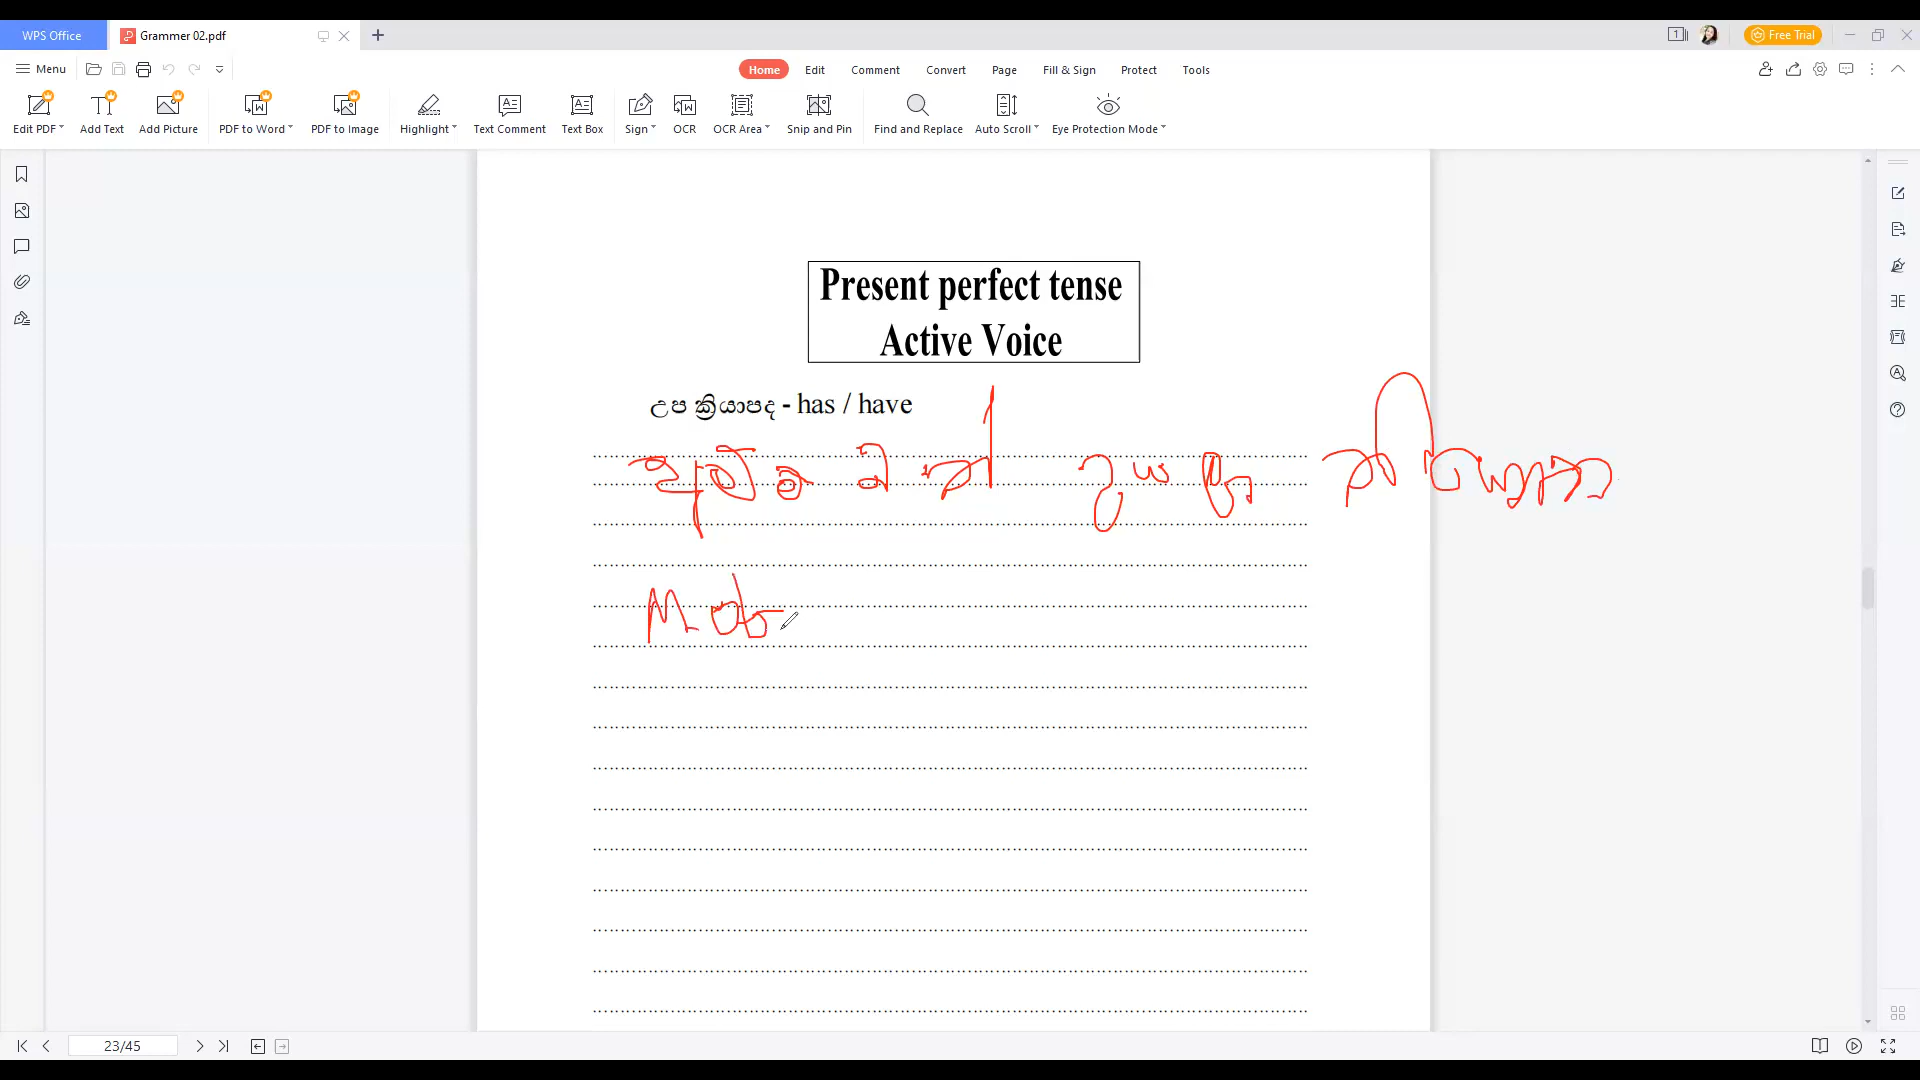 WPS Office Grammer 02.pdf 1 Free Trial
Menu Home Edit Comment Convert Page Fill & Sign Protect Tools
Edit PDF Add Text Add Picture PDF to Word PDF to Image Highlight Text Comment Text Box Sign OCR OCR Area Snip and Pin Find and Replace Auto Scroll Eye Protection Mode
Present perfect tense
Active Voice
උප ක්‍රියාපද - has / have
23/45